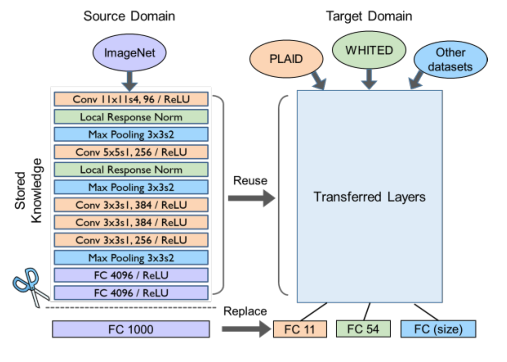 Source Domain
Target Domain
ImageNet
PLAID
WHITED
Other
datasets
Conv 11x11s4, 96 / ReLU
Local Response Norm
Max Pooling 3x3s2
Conv 5x5s1, 256 / ReLU
Local Response Norm
Max Pooling 3x3s2
Conv 3x3s1, 384 / ReLU
Conv 3x3s1, 384 / ReLU
Conv 3x3s1, 256 / ReLU
Max Pooling 3x3s2
FC 4096 / ReLU
FC 4096 / ReLU
Stored
Knowledge
Reuse
Transferred Layers
Replace
FC 1000
FC 11
FC 54
FC (size)